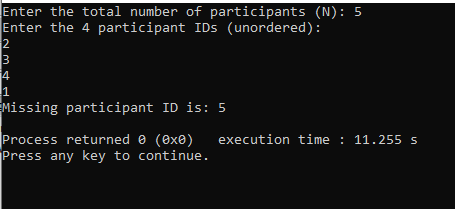 Enter the total number of participants (N): 5
Enter the 4 participant IDs (unordered):
2
3
4
1
Missing participant ID is: 5
Process returned 0 (0x0)   execution time : 11.255 s
Press any key to continue.